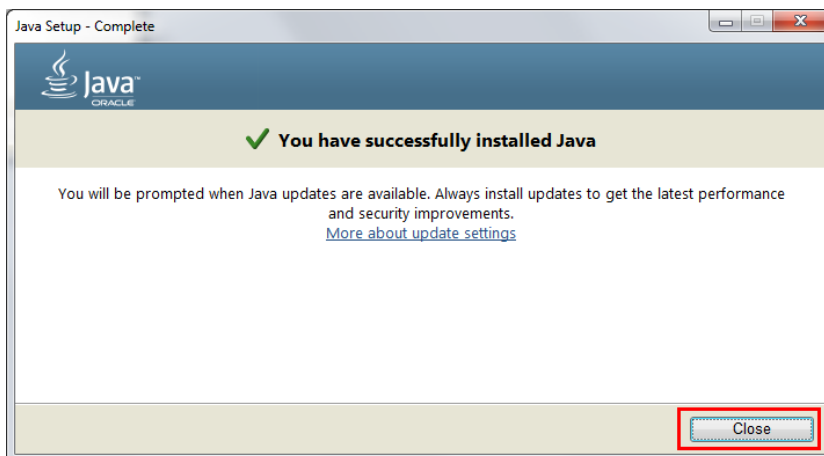 Java Setup - Complete
Java™
ORACLE
You have successfully installed Java
You will be prompted when Java updates are available. Always install updates to get the latest performance
and security improvements.
More about update settings
Close